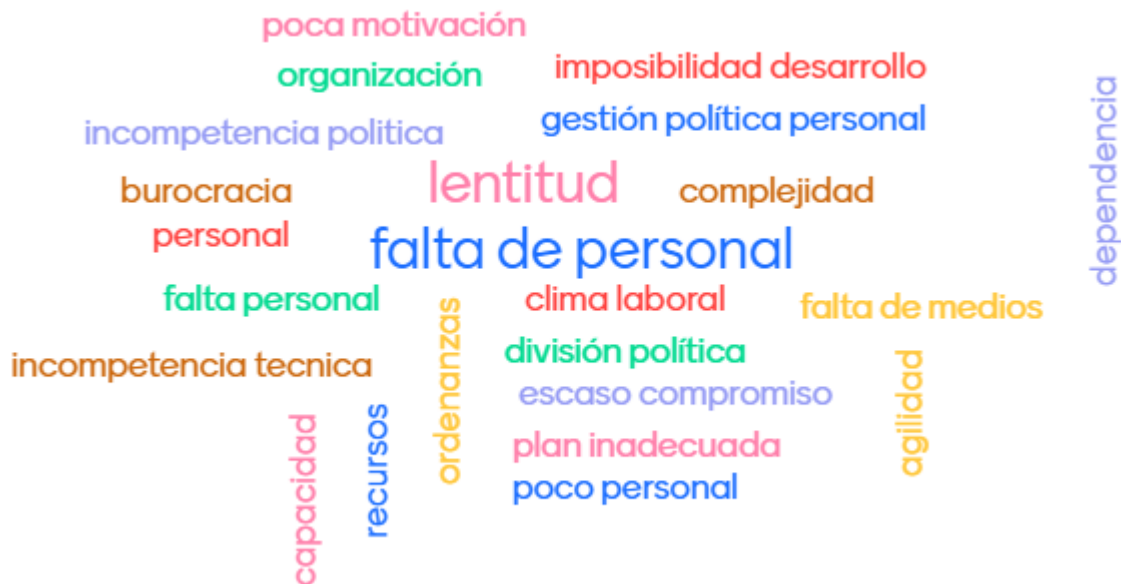 poca motivación
imposibilidad desarrollo
organización
gestión política personal
incompetencia politica
dependencia
lentitud
burocracia
complejidad
personal
falta de personal
falta personal
clima laboral
falta de medios
ordenanzas
división política
incompetencia tecnica
escaso compromiso
agilidad
capacidad
recursos
plan inadecuada
poco personal